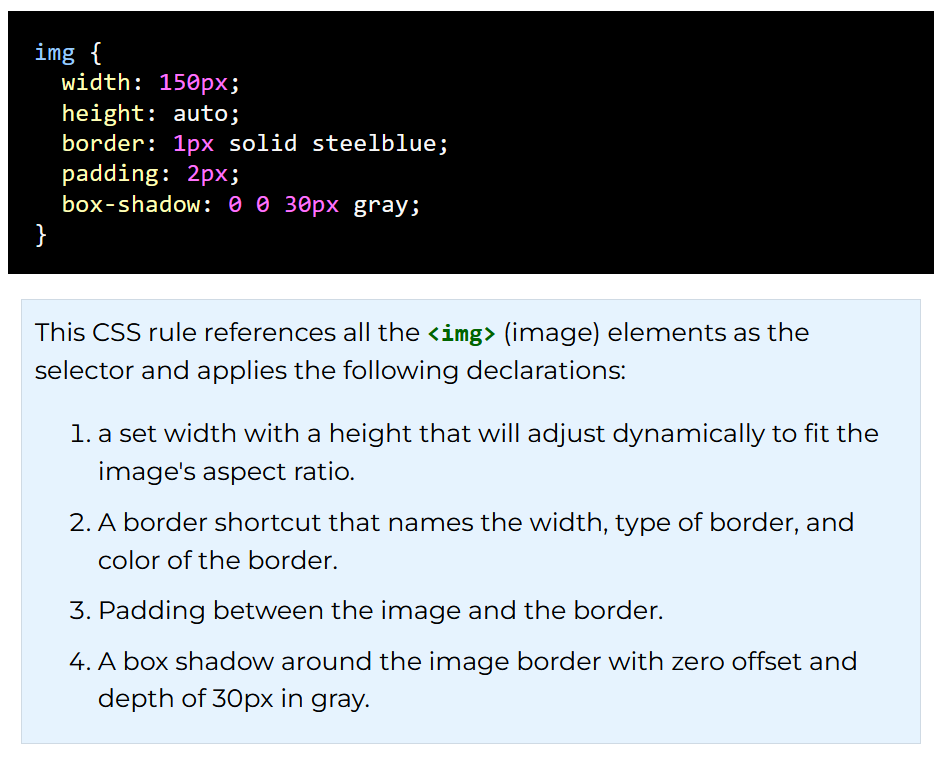 img {
  width: 150px;
  height: auto;
  border: 1px solid steelblue;
  padding: 2px;
  box-shadow: 0 0 30px gray;
}
This CSS rule references all the <img> (image) elements as the
selector and applies the following declarations:
1. a set width with a height that will adjust dynamically to fit the
image's aspect ratio.
2. A border shortcut that names the width, type of border, and
color of the border.
3. Padding between the image and the border.
4. A box shadow around the image border with zero offset and
depth of 30px in gray.